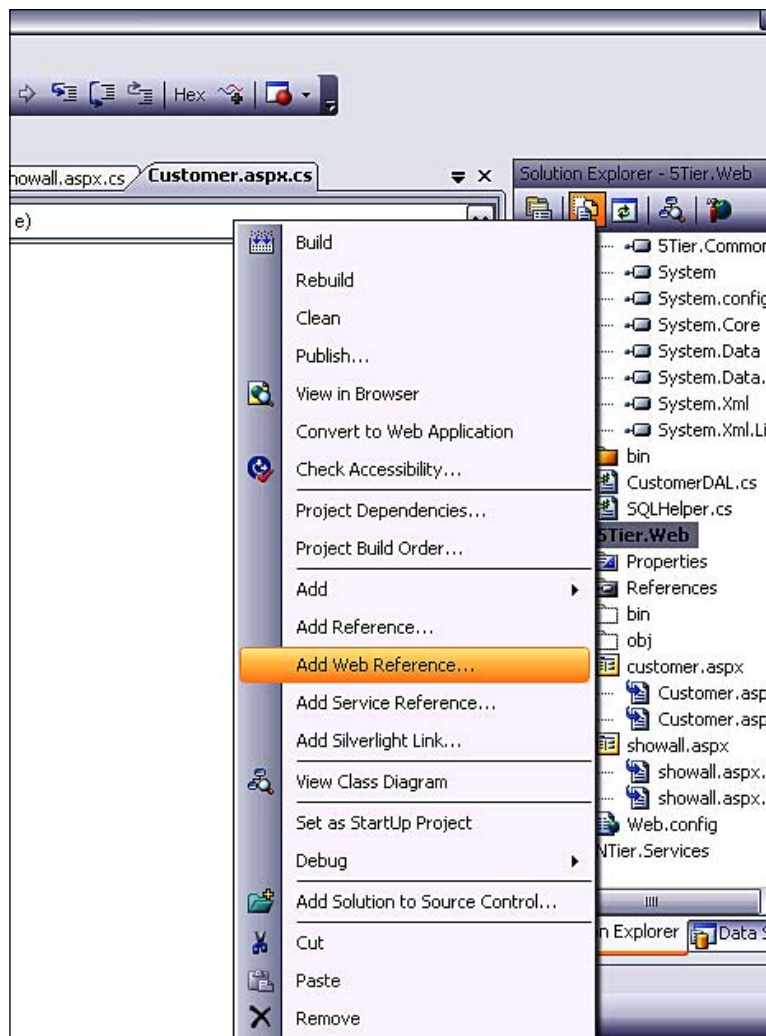 Hex
howall.aspx.cs
Customer.aspx.cs
e)
Build
Rebuild
Clean
Publish...
View in Browser
Convert to Web Application
Check Accessibility...
Project Dependencies...
Project Build Order...
Add
Add Reference...
Add Web Reference...
Add Service Reference...
Add Silverlight Link...
View Class Diagram
Set as StartUp Project
Debug
Add Solution to Source Control...
Cut
Paste
Remove
Solution Explorer - 5Tier.Web
5Tier.Common
System
System.config
System.Core
System.Data
System.Data.
System.Xml
System.Xml.Li
bin
CustomerDAL.cs
SQLHelper.cs
5Tier.Web
Properties
References
bin
obj
customer.aspx
Customer.asp
Customer.asp
showall.aspx
showall.aspx.
showall.aspx.
Web.config
NTier.Services
n Explorer
Data S